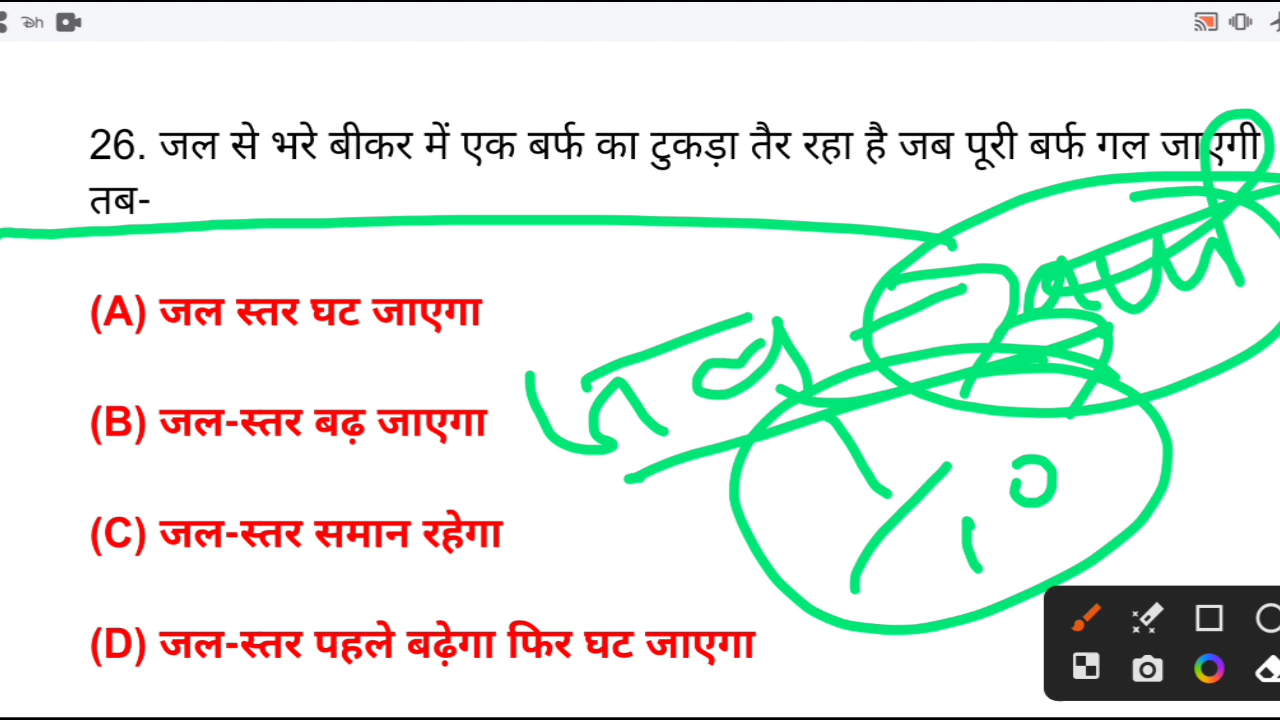 26. जल से भरे बीकर में एक बर्फ का टुकड़ा तैर रहा है जब पूरी बर्फ गल जाएगी
तब-
(A) जल स्तर घट जाएगा
(B) जल-स्तर बढ़ जाएगा
(C) जल-स्तर समान रहेगा
(D) जल-स्तर पहले बढ़ेगा फिर घट जाएगा